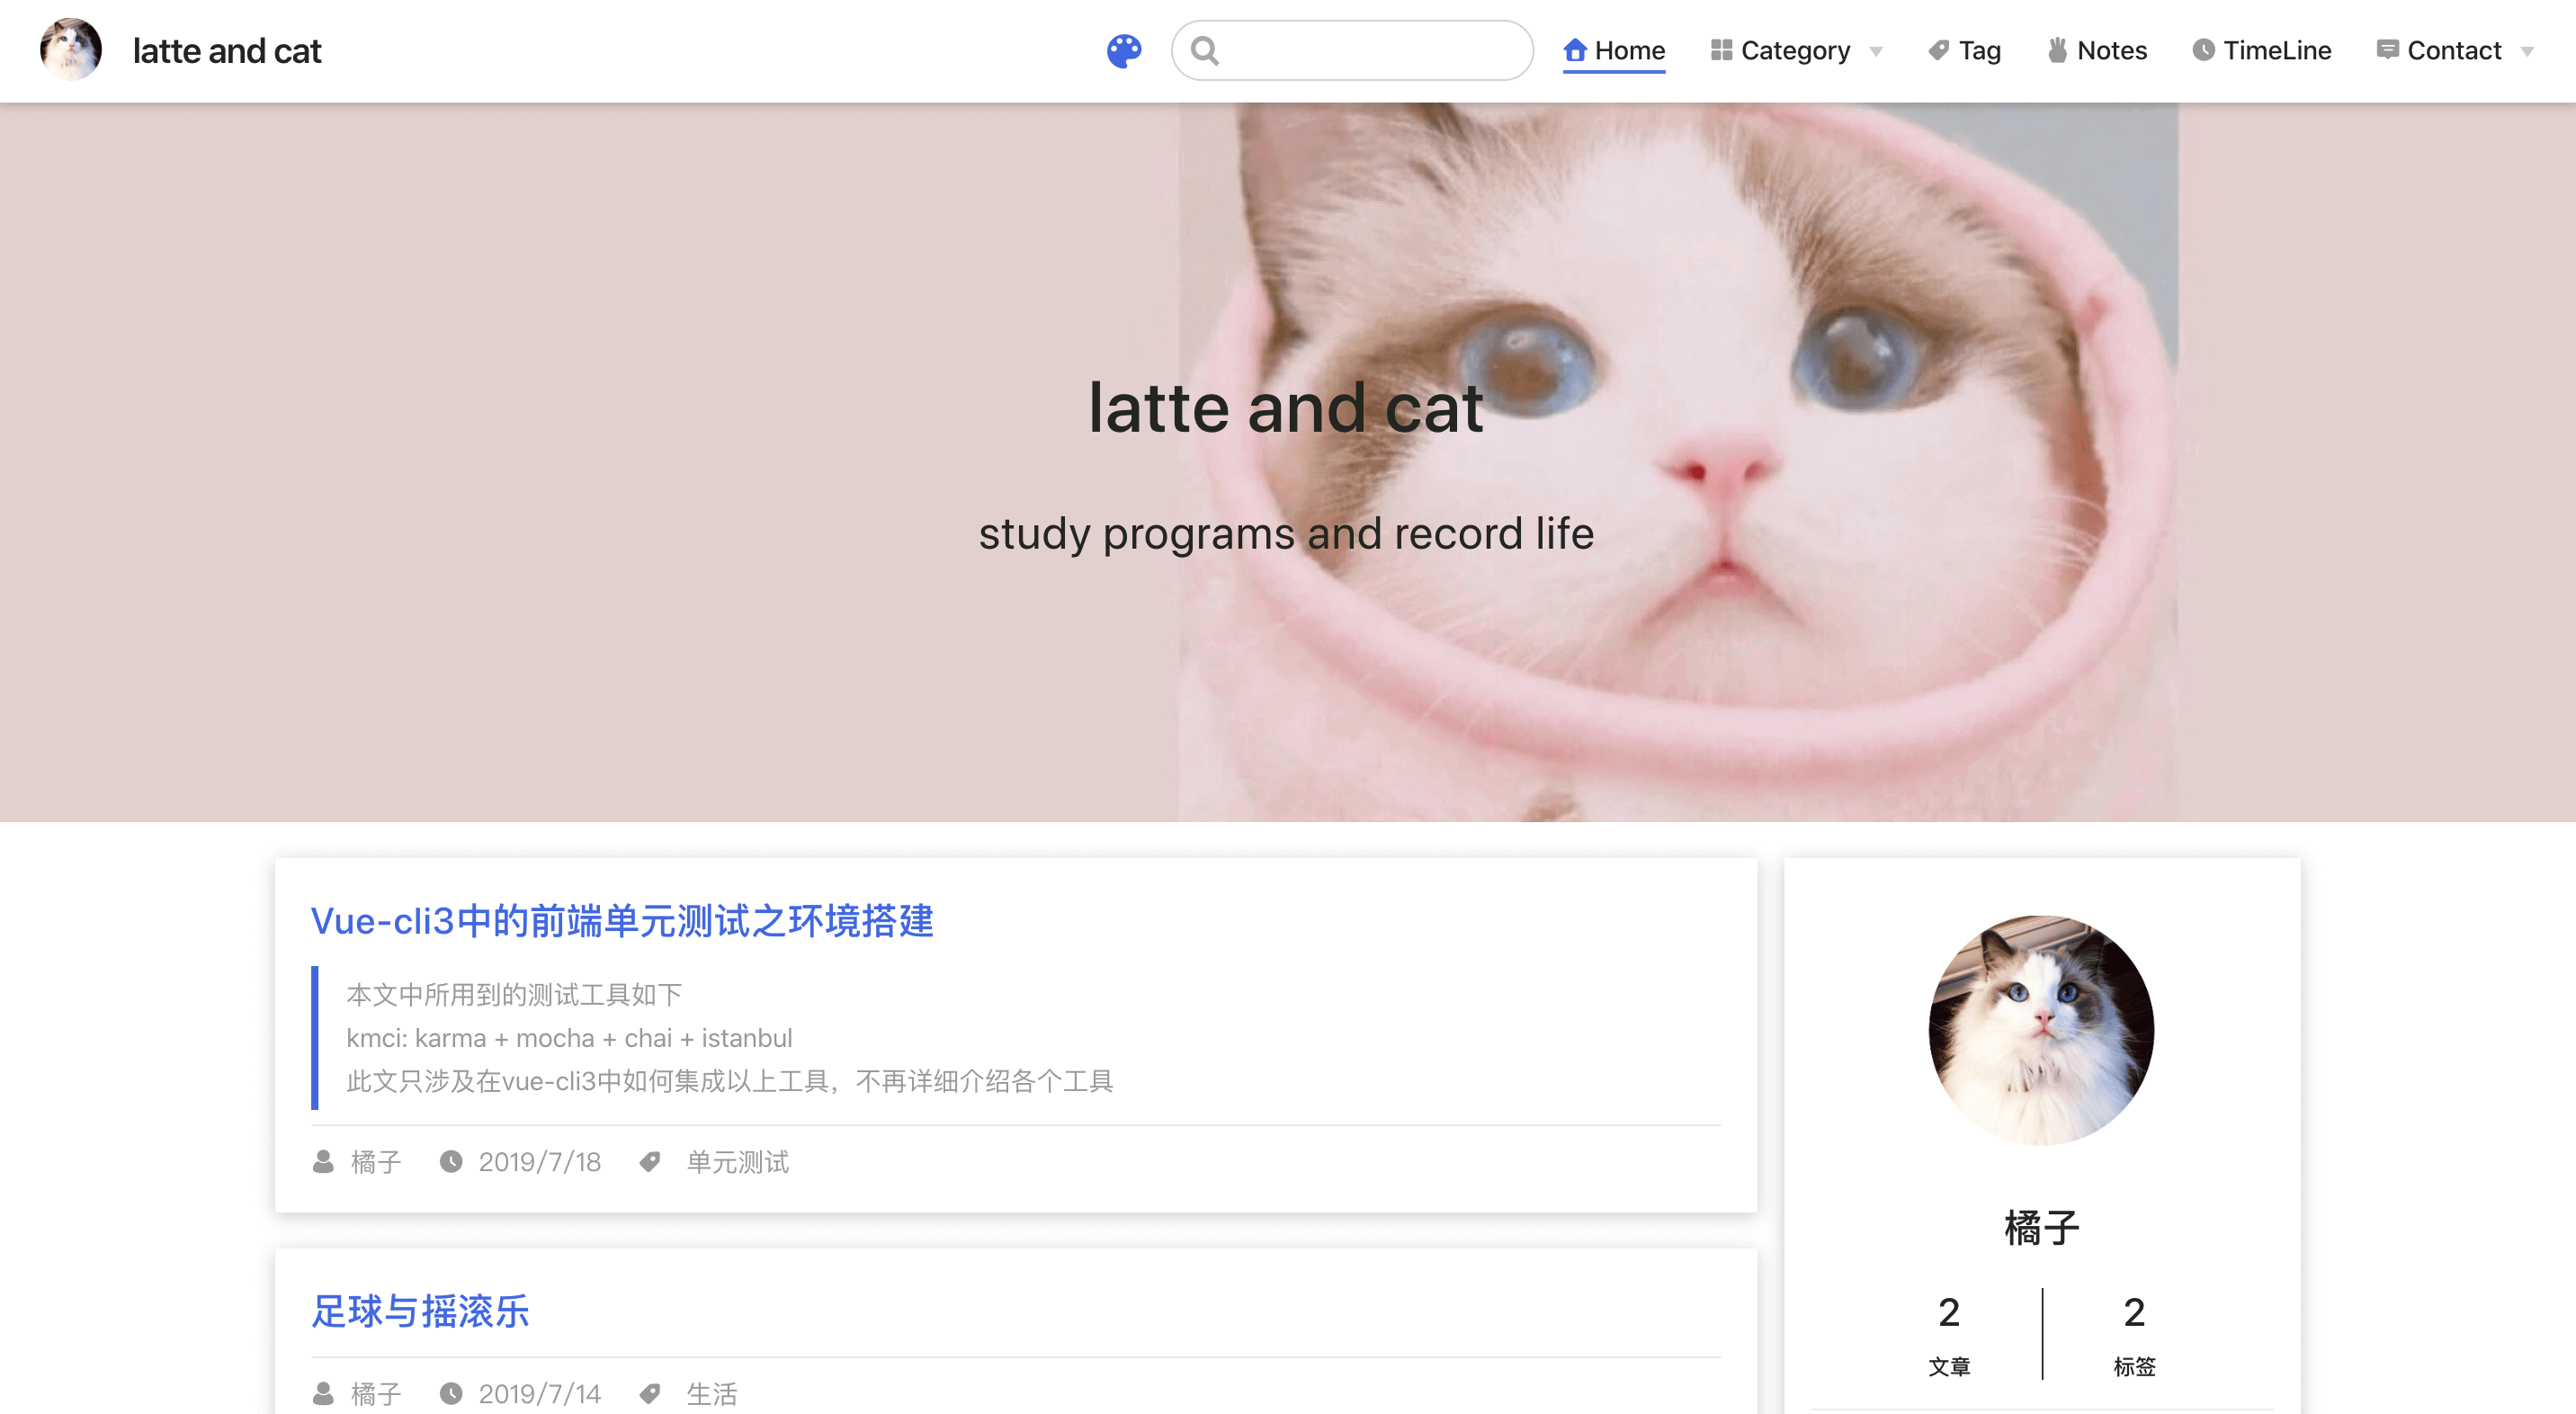 latte and cat
Home Category Tag Notes TimeLine Contact
latte and cat
study programs and record life
Vue-cli3中的前端单元测试之环境搭建
本文中所用到的测试工具如下
kmci: karma + mocha + chai + istanbul
此文只涉及在vue-cli3中如何集成以上工具，不再详细介绍各个工具
橘子 2019/7/18 单元测试
足球与摇滚乐
橘子 2019/7/14 生活
橘子
2 2
文章 标签